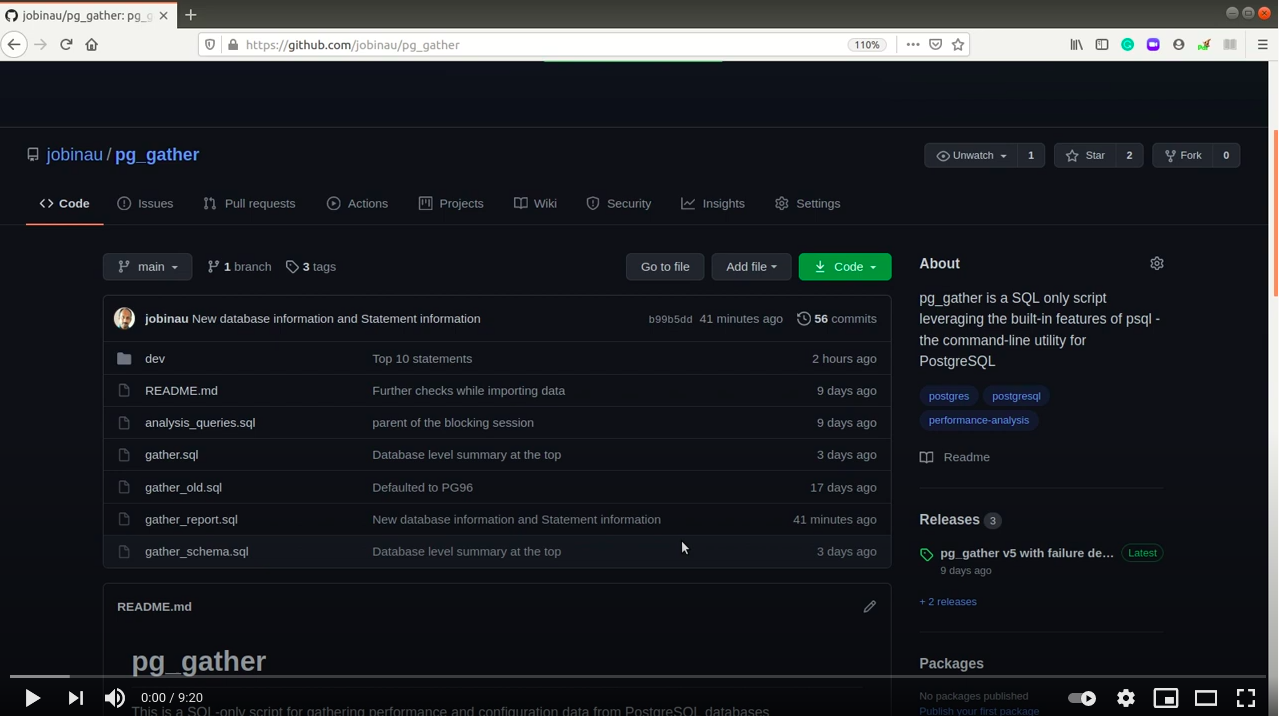 jobinau/pg_gather: pg_g
https://github.com/jobinau/pg_gather
110%
jobinau / pg_gather
Unwatch 1
Star 2
Fork 0
Code
Issues
Pull requests
Actions
Projects
Wiki
Security
Insights
Settings
main
1 branch
3 tags
Go to file
Add file
Code
jobinau New database information and Statement information b99b5dd 41 minutes ago 56 commits
dev Top 10 statements 2 hours ago
README.md Further checks while importing data 9 days ago
analysis_queries.sql parent of the blocking session 9 days ago
gather.sql Database level summary at the top 3 days ago
gather_old.sql Defaulted to PG96 17 days ago
gather_report.sql New database information and Statement information 41 minutes ago
gather_schema.sql Database level summary at the top 3 days ago
README.md
pg_gather
This is a SQL-only script for gathering performance and configuration data from PostgreSQL databases
About
pg_gather is a SQL only script
leveraging the built-in features of psql -
the command-line utility for
PostgreSQL
postgres postgresql
performance-analysis
Readme
Releases 3
pg_gather v5 with failure de... Latest
9 days ago
+ 2 releases
Packages
No packages published
Publish your first package
0:00 / 9:20